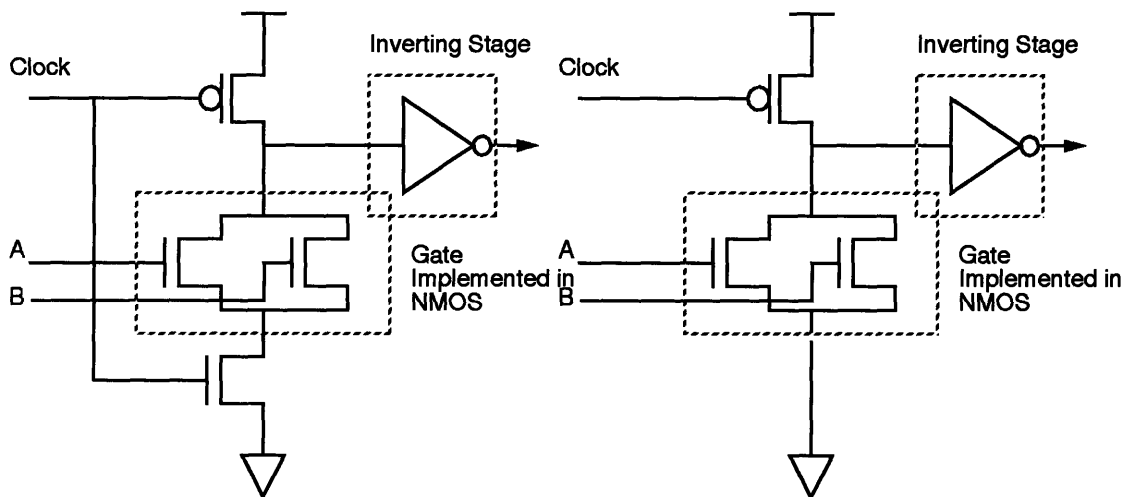 Inverting Stage
Clock
A
B
Gate
Implemented in
NMOS
Inverting Stage
Clock
A
B
Gate
Implemented in
NMOS